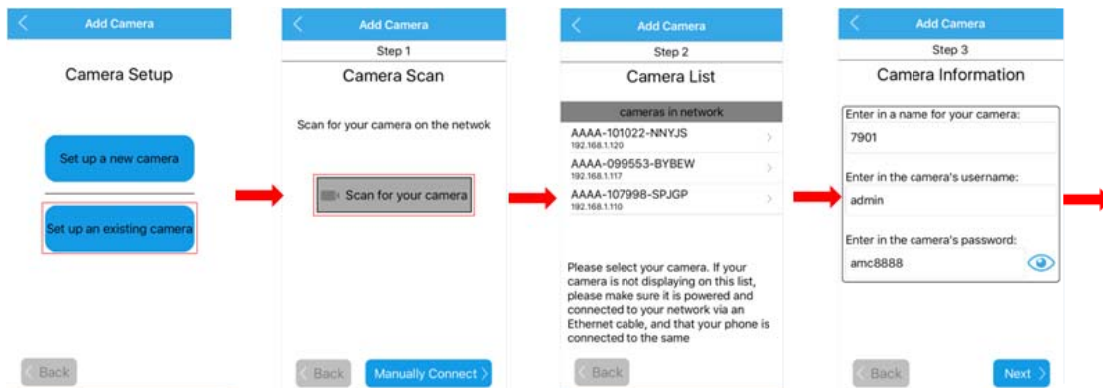 Add Camera
Camera Setup
Set up a new camera
Set up an existing camera
Back
Add Camera
Step 1
Camera Scan
Scan for your camera on the netwok
Scan for your camera
Back
Manually Connect
Add Camera
Step 2
Camera List
cameras in network
AAAA-101022-NNYJS
192.168.1.120
AAAA-099553-BYBEW
192.168.1.117
AAAA-107998-SPJGP
192.168.1.110
Please select your camera. If your
camera is not displaying on this list,
please make sure it is powered and
connected to your network via an
Ethernet cable, and that your phone is
connected to the same
Back
Add Camera
Step 3
Camera Information
Enter in a name for your camera:
7901
Enter in the camera's username:
admin
Enter in the camera's password:
amc8888
Back
Next